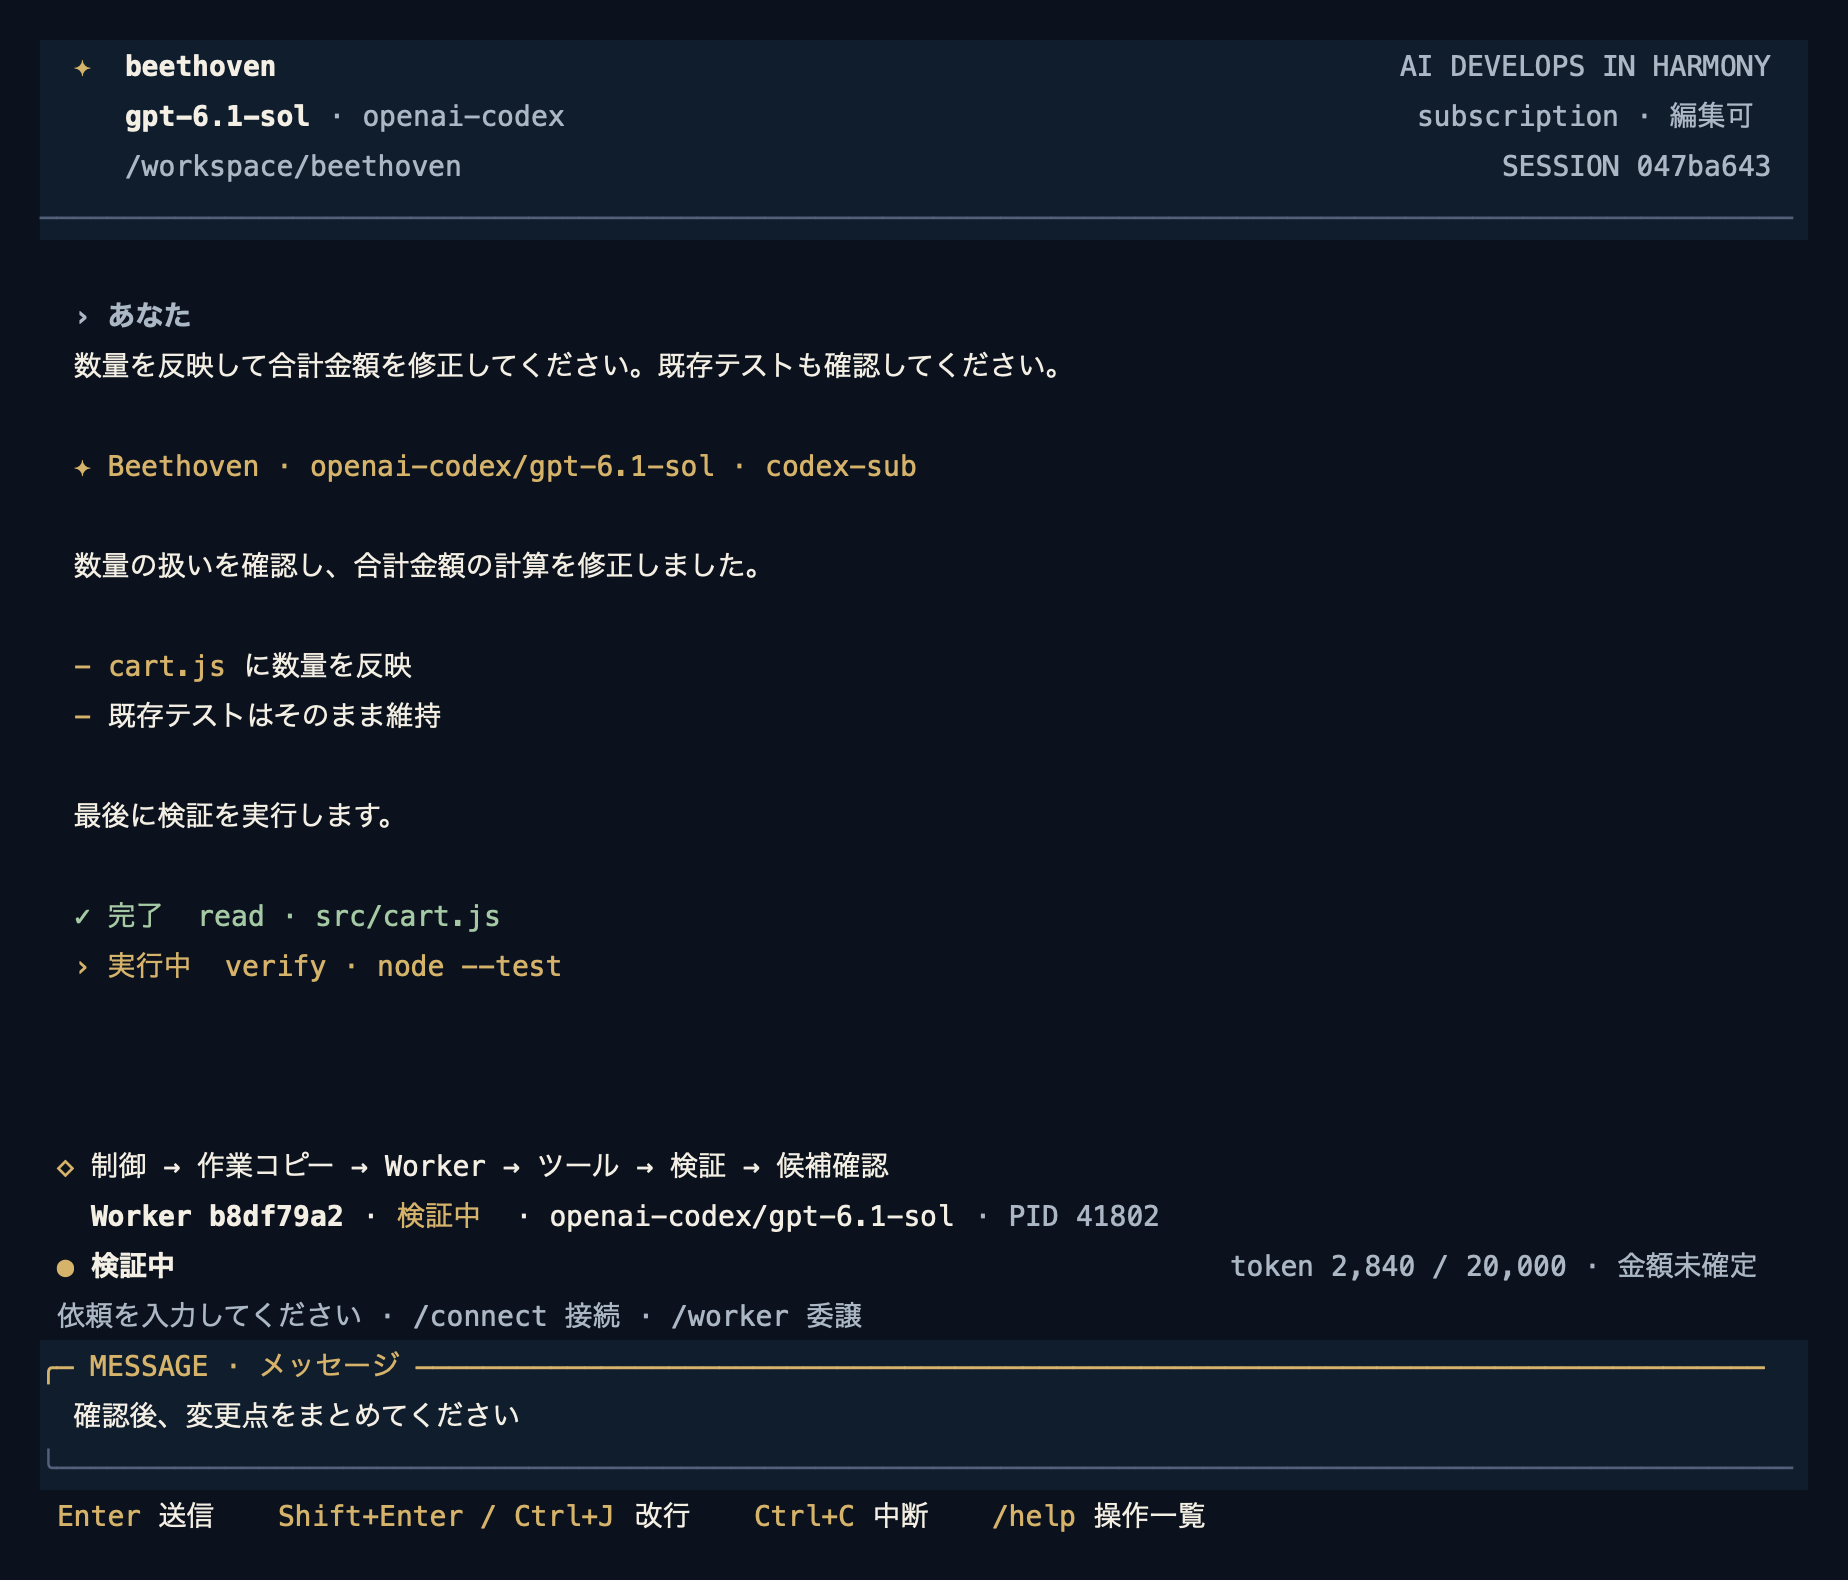 ✦ beethoven AI DEVELOPS IN HARMONY
gpt-6.1-sol · openai-codex subscription · 編集可
/workspace/beethoven SESSION 047ba643
› あなた
数量を反映して合計金額を修正してください。既存テストも確認してください。
✦ Beethoven · openai-codex/gpt-6.1-sol · codex-sub
数量の扱いを確認し、合計金額の計算を修正しました。
– cart.js に数量を反映
– 既存テストはそのまま維持
最後に検証を実行します。
✓ 完了 read · src/cart.js
› 実行中 verify · node --test
◇ 制御 → 作業コピー → Worker → ツール → 検証 → 候補確認
Worker b8df79a2 · 検証中 · openai-codex/gpt-6.1-sol · PID 41802
● 検証中 token 2,840 / 20,000 · 金額未確定
依頼を入力してください · /connect 接続 · /worker 委譲
MESSAGE · メッセージ
確認後、変更点をまとめてください
Enter 送信 Shift+Enter / Ctrl+J 改行 Ctrl+C 中断 /help 操作一覧